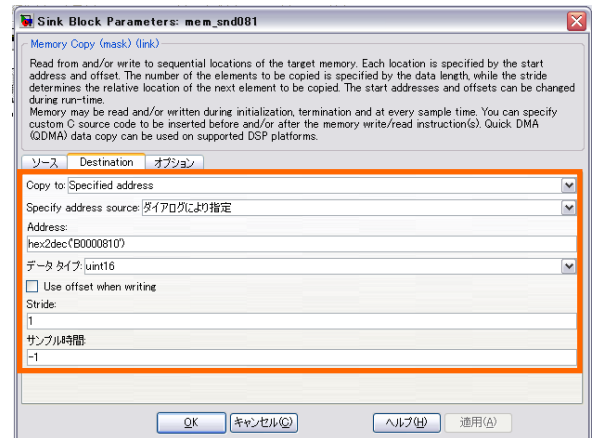 Sink Block Parameters: mem_snd081
Memory Copy (mask) (link)
Read from and/or write to sequential locations of the target memory. Each location is specified by the start
address and offset. The number of the elements to be copied is specified by the data length, while the stride
determines the relative location of the next element to be copied. The start addresses and offsets can be changed
during run-time.
Memory may be read and/or written during initialization, termination and at every sample time. You can specify
custom C source code to be inserted before and/or after the memory write/read instruction(s). Quick DMA
(QDMA) data copy can be used on supported DSP platforms.
ソース Destination オプション
Copy to: Specified address
Specify address source: ダイアログにより指定
Address:
hex2dec('B0000810')
データ タイプ: uint16
Use offset when writing
Stride:
1
サンプル時間:
-1
OK キャンセル(C) ヘルプ(H) 適用(A)